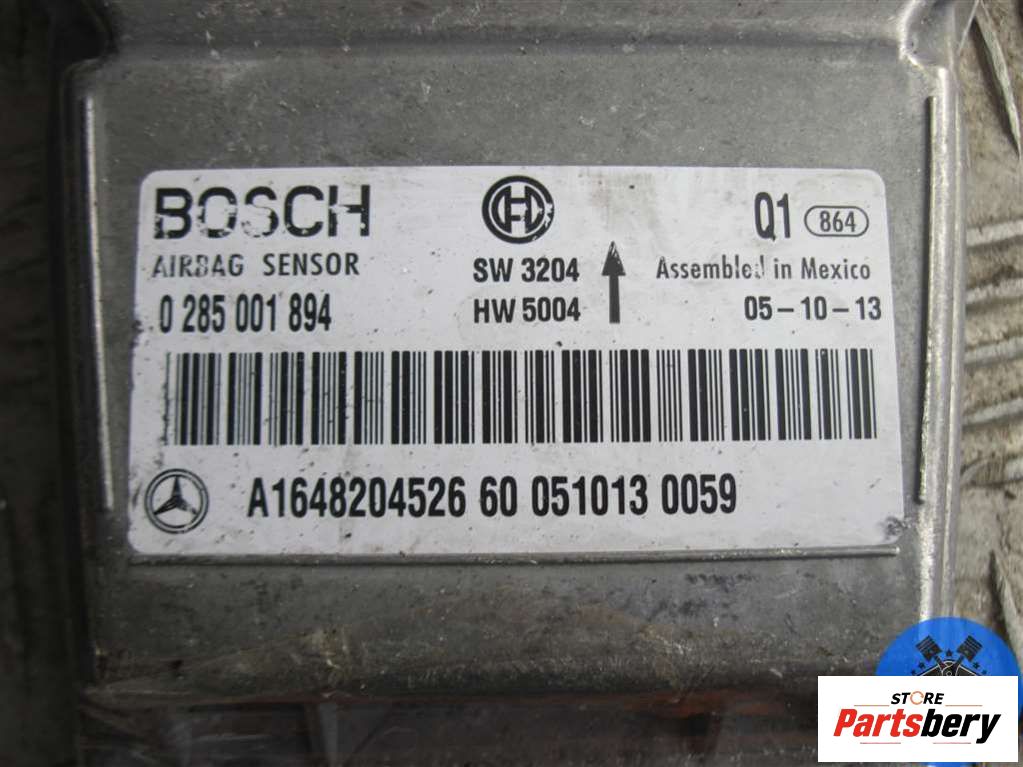 BOSCH
Q1 864
AIRBAG SENSOR
SW 3204
Assembled in Mexico
0 285 001 894
HW 5004
05-10-13
A1648204526 60 051013 0059
STORE
Partsbery